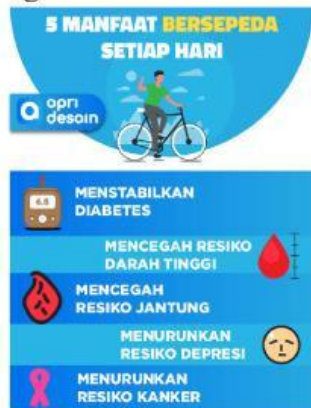 5 MANFAAT BERSEPEDA
SETIAP HARI
apri
desain
MENSTABILKAN
DIABETES
MENCEGAH RESIKO
DARAH TINGGI
MENCEGAH
RESIKO JANTUNG
MENURUNKAN
RESIKO DEPRESI
MENURUNKAN
RESIKO KANKER